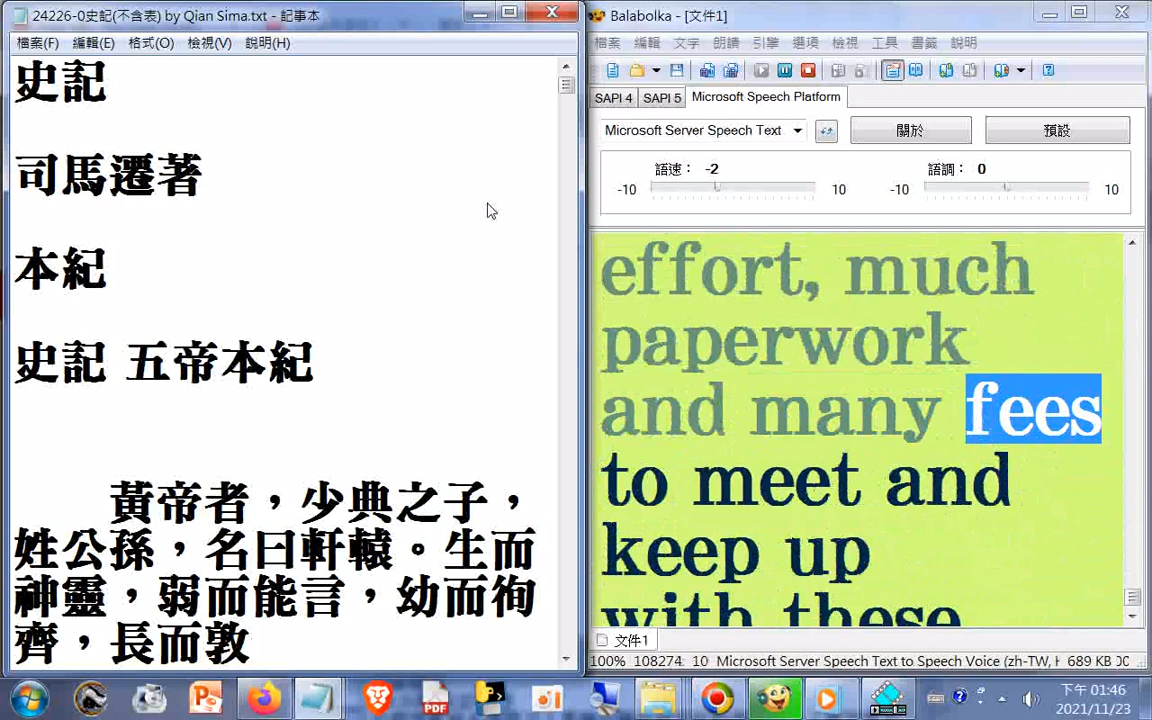 24226-0史記(不含表) by Qian Sima.txt - 記事本
檔案(F) 編輯(E) 格式(O) 檢視(V) 說明(H)
史記
司馬遷著
本紀
史記 五帝本紀
黃帝者，少典之子，
姓公孫，名曰軒轅。生而
神靈，弱而能言，幼而徇
齊，長而敦
Balabolka - [文件1]
檔案 編輯 文字 朗讀 引擎 選項 檢視 工具 書籤 說明
SAPI 4 SAPI 5 Microsoft Speech Platform
Microsoft Server Speech Text 關於 預設
語速： -2 語調： 0
-10 10 -10 10
effort, much
paperwork
and many fees
to meet and
keep up
with these
文件1
100% 108274: 10 Microsoft Server Speech Text to Speech Voice (zh-TW, H 689 KB
PDF
下午 01:46
2021/11/23